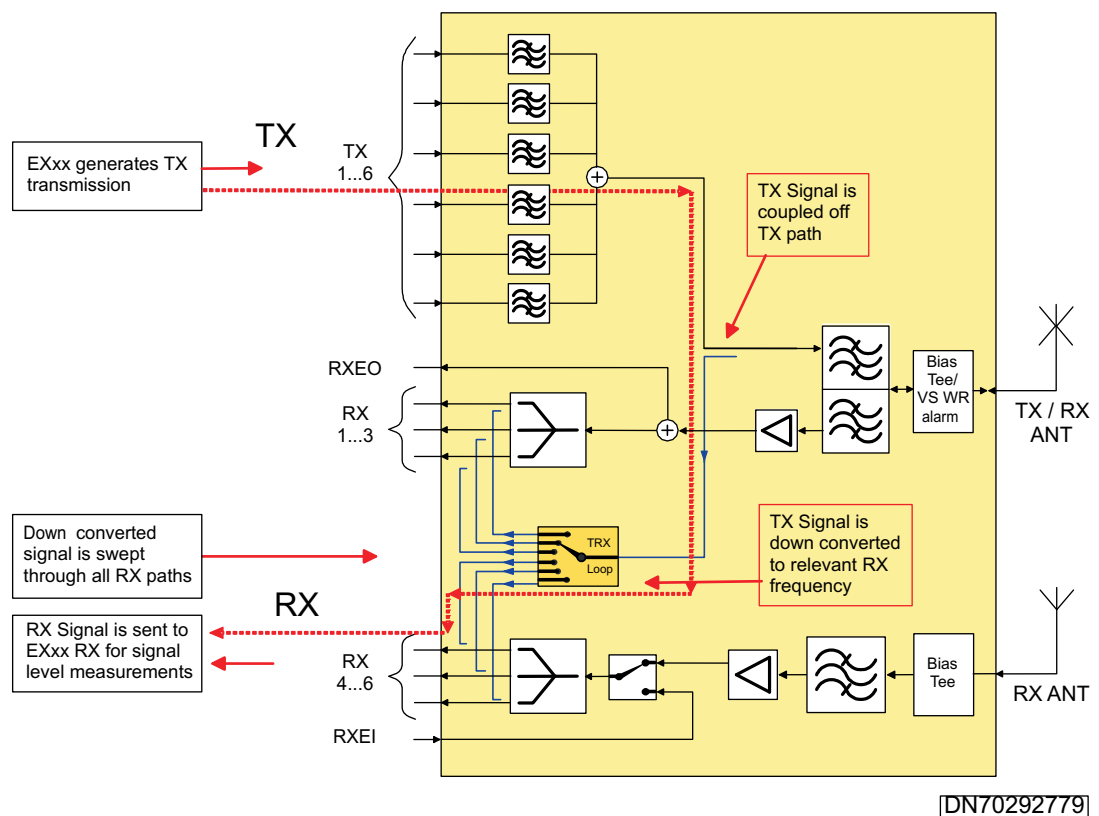 EXxx generates TX
transmission
TX
TX
1...6
TX Signal is
coupled off
TX path
RXEO
RX
1...3
Bias
Tee/
VS WR
alarm
TX / RX
ANT
Down converted
signal is swept
through all RX paths
TRX
Loop
TX Signal is
down converted
to relevant RX
frequency
RX
RX Signal is sent to
EXxx RX for signal
level measurements
RX
4...6
Bias
Tee
RX ANT
RXEI
DN70292779